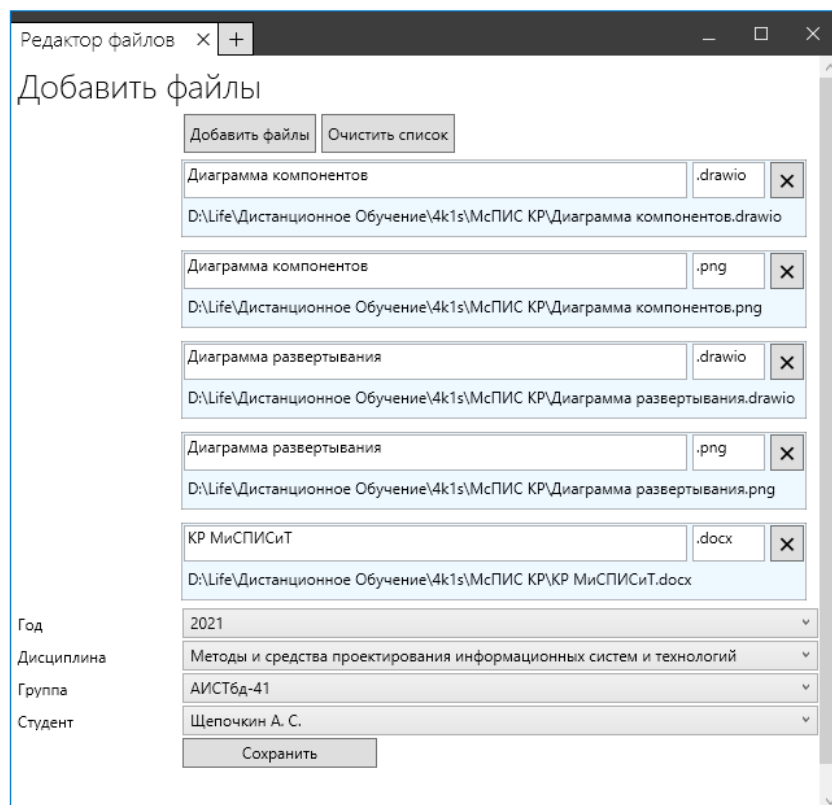 Редактор файлов
Добавить файлы
Добавить файлы Очистить список
Диаграмма компонентов .drawio
D:\Life\Дистанционное Обучение\4k1s\МсПИС КР\Диаграмма компонентов.drawio
Диаграмма компонентов .png
D:\Life\Дистанционное Обучение\4k1s\МсПИС КР\Диаграмма компонентов.png
Диаграмма развертывания .drawio
D:\Life\Дистанционное Обучение\4k1s\МсПИС КР\Диаграмма развертывания.drawio
Диаграмма развертывания .png
D:\Life\Дистанционное Обучение\4k1s\МсПИС КР\Диаграмма развертывания.png
КР МиСПИСиТ .docx
D:\Life\Дистанционное Обучение\4k1s\МсПИС КР\КР МиСПИСиТ.docx
Год 2021
Дисциплина Методы и средства проектирования информационных систем и технологий
Группа АИСТбд-41
Студент Щепочкин А. С.
Сохранить